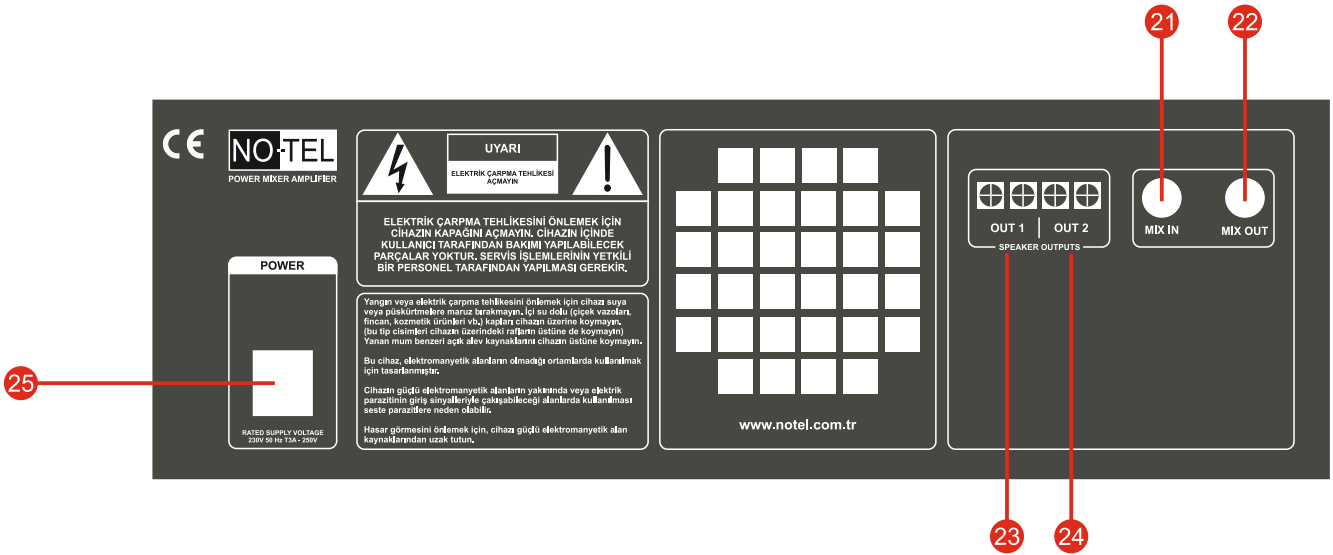 21
22
NO-TEL
POWER MIXER AMPLIFIER
UYARI
ELEKTRİK ÇARPMA TEHLİKESİ
AÇMAYIN
ELEKTRİK ÇARPMA TEHLİKESİNİ ÖNLEMEK İÇİN
CİHAZIN KAPAĞINI AÇMAYIN. CİHAZIN İÇİNDE
KULLANICI TARAFINDAN BAKIMI YAPILABİLECEK
PARÇALAR YOKTUR. SERVİS İŞLEMLERİNİN YETKİLİ
BİR PERSONEL TARAFINDAN YAPILMASI GEREKİR.
Yangın veya elektrik çarpma tehlikesini önlemek için cihazı suya
veya püskürtmelere maruz bırakmayın. İçi su dolu (çiçek vazoları,
fincan, kozmetik ürünleri vb.) kapları cihazın üzerine koymayın.
(bu tip cisimleri cihazın üzerindeki rafların üstüne de koymayın)
Yanan mum benzeri açık alev kaynaklarını cihazın üstüne koymayın.
Bu cihaz, elektromanyetik alanların olmadığı ortamlarda kullanılmak
için tasarlanmıştır.
Cihazın güçlü elektromanyetik alanların yakınında veya elektrik
parazitinin giriş sinyalleriyle çakışabileceği alanlarda kullanılması
seste parazitlere neden olabilir.
Hasar görmesini önlemek için, cihazı güçlü elektromanyetik alan
kaynaklarından uzak tutun.
POWER
25
RATED SUPPLY VOLTAGE
230V 50 Hz T3A - 250V
www.notel.com.tr
OUT 1 | OUT 2
SPEAKER OUTPUTS
MIX IN
MIX OUT
23
24